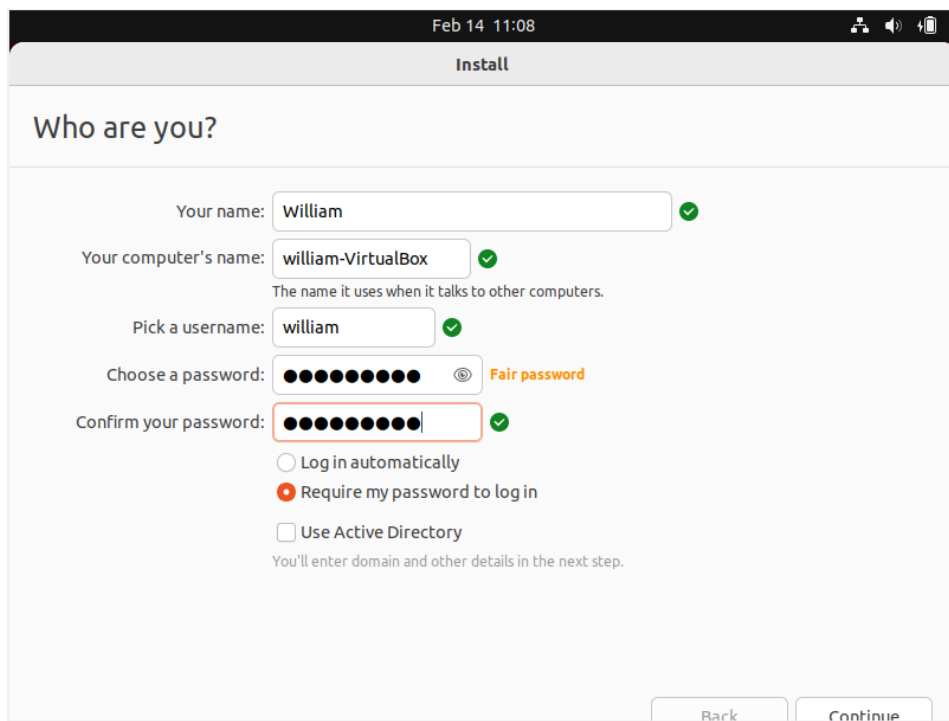 Feb 14 11:08
Install
Who are you?
Your name: William
Your computer's name: william-VirtualBox
The name it uses when it talks to other computers.
Pick a username: william
Choose a password: ●●●●●●●●● Fair password
Confirm your password: ●●●●●●●●●
Log in automatically
Require my password to log in
Use Active Directory
You'll enter domain and other details in the next step.
Back Continue